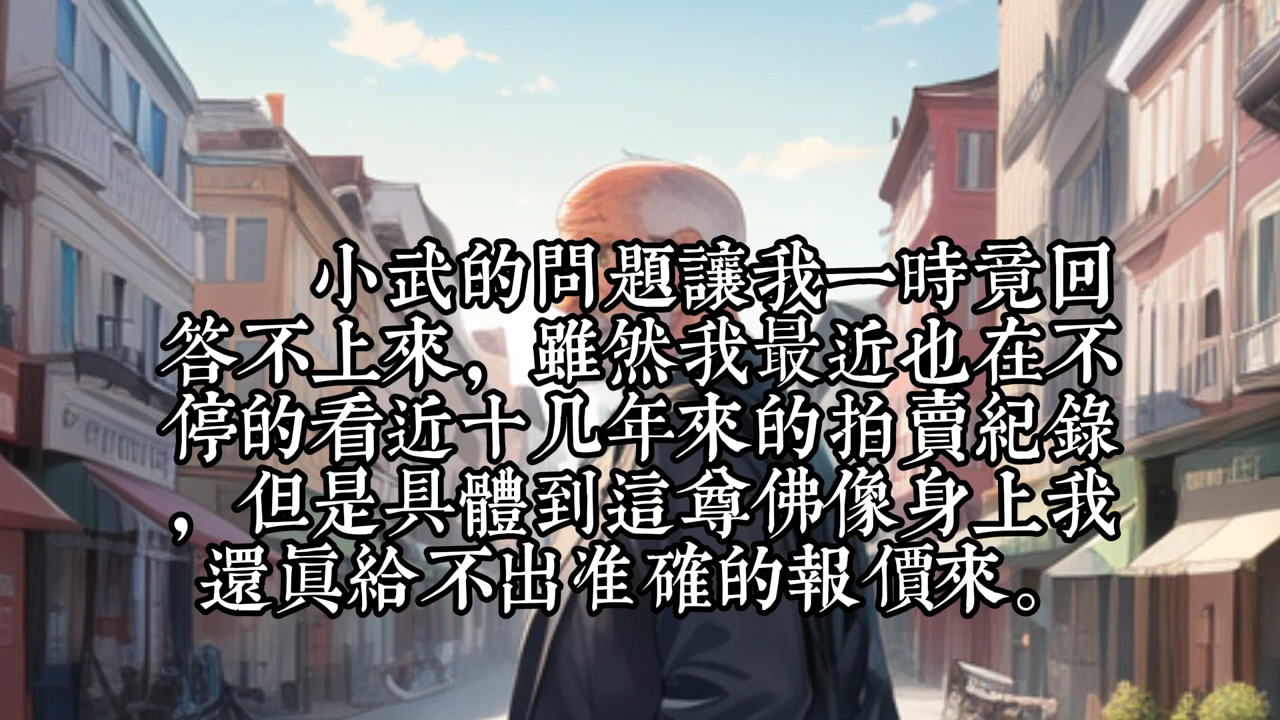 小武的問題讓我一時竟回
答不上來，雖然我最近也在不
停的看近十几年來的拍賣紀錄
，但是具體到這尊佛像身上我
還眞給不出准確的報價來。